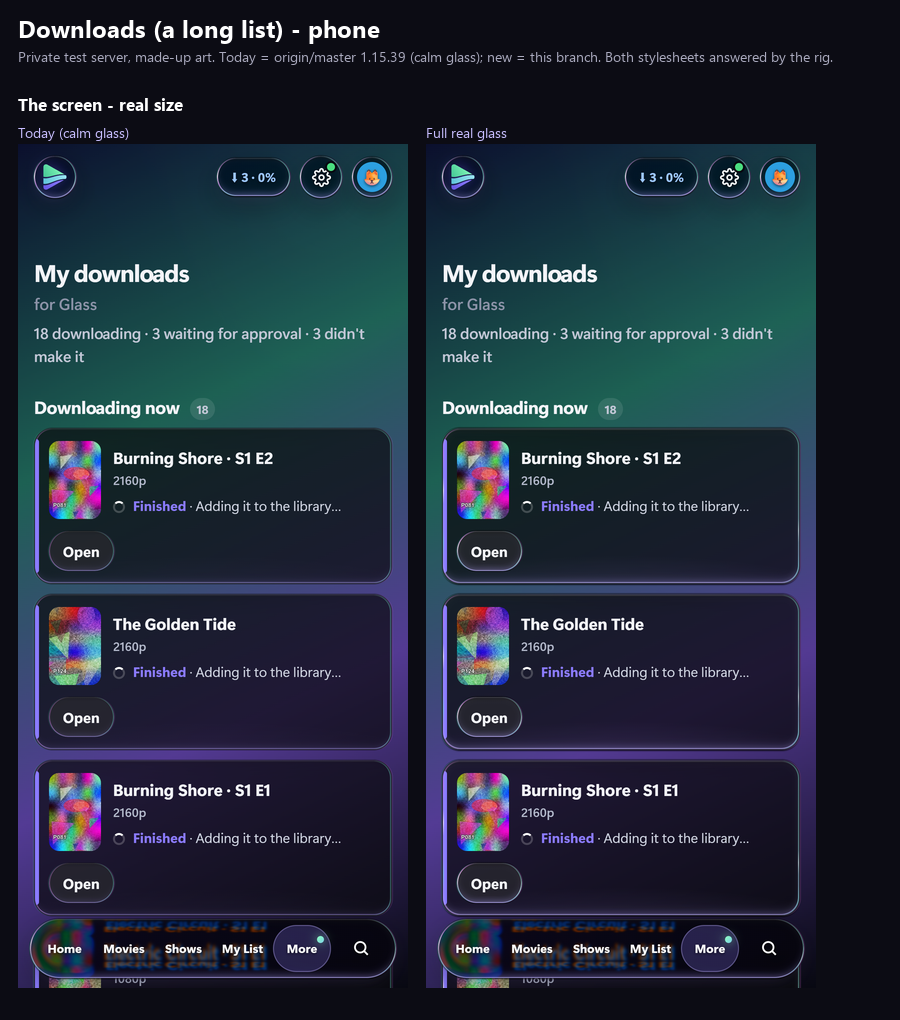 Downloads (a long list) - phone
Private test server, made-up art. Today = origin/master 1.15.39 (calm glass); new = this branch. Both stylesheets answered by the rig.
The screen - real size
Today (calm glass)
⬇ 3 · 0%
My downloads
for Glass
18 downloading · 3 waiting for approval · 3 didn't
make it
Downloading now 18
Burning Shore · S1 E2
2160p
Finished · Adding it to the library...
Open
The Golden Tide
2160p
Finished · Adding it to the library...
Open
Burning Shore · S1 E1
2160p
Finished · Adding it to the library...
Open
Home Movies Shows My List More
1080p
Full real glass
⬇ 3 · 0%
My downloads
for Glass
18 downloading · 3 waiting for approval · 3 didn't
make it
Downloading now 18
Burning Shore · S1 E2
2160p
Finished · Adding it to the library...
Open
The Golden Tide
2160p
Finished · Adding it to the library...
Open
Burning Shore · S1 E1
2160p
Finished · Adding it to the library...
Open
Home Movies Shows My List More
1080p